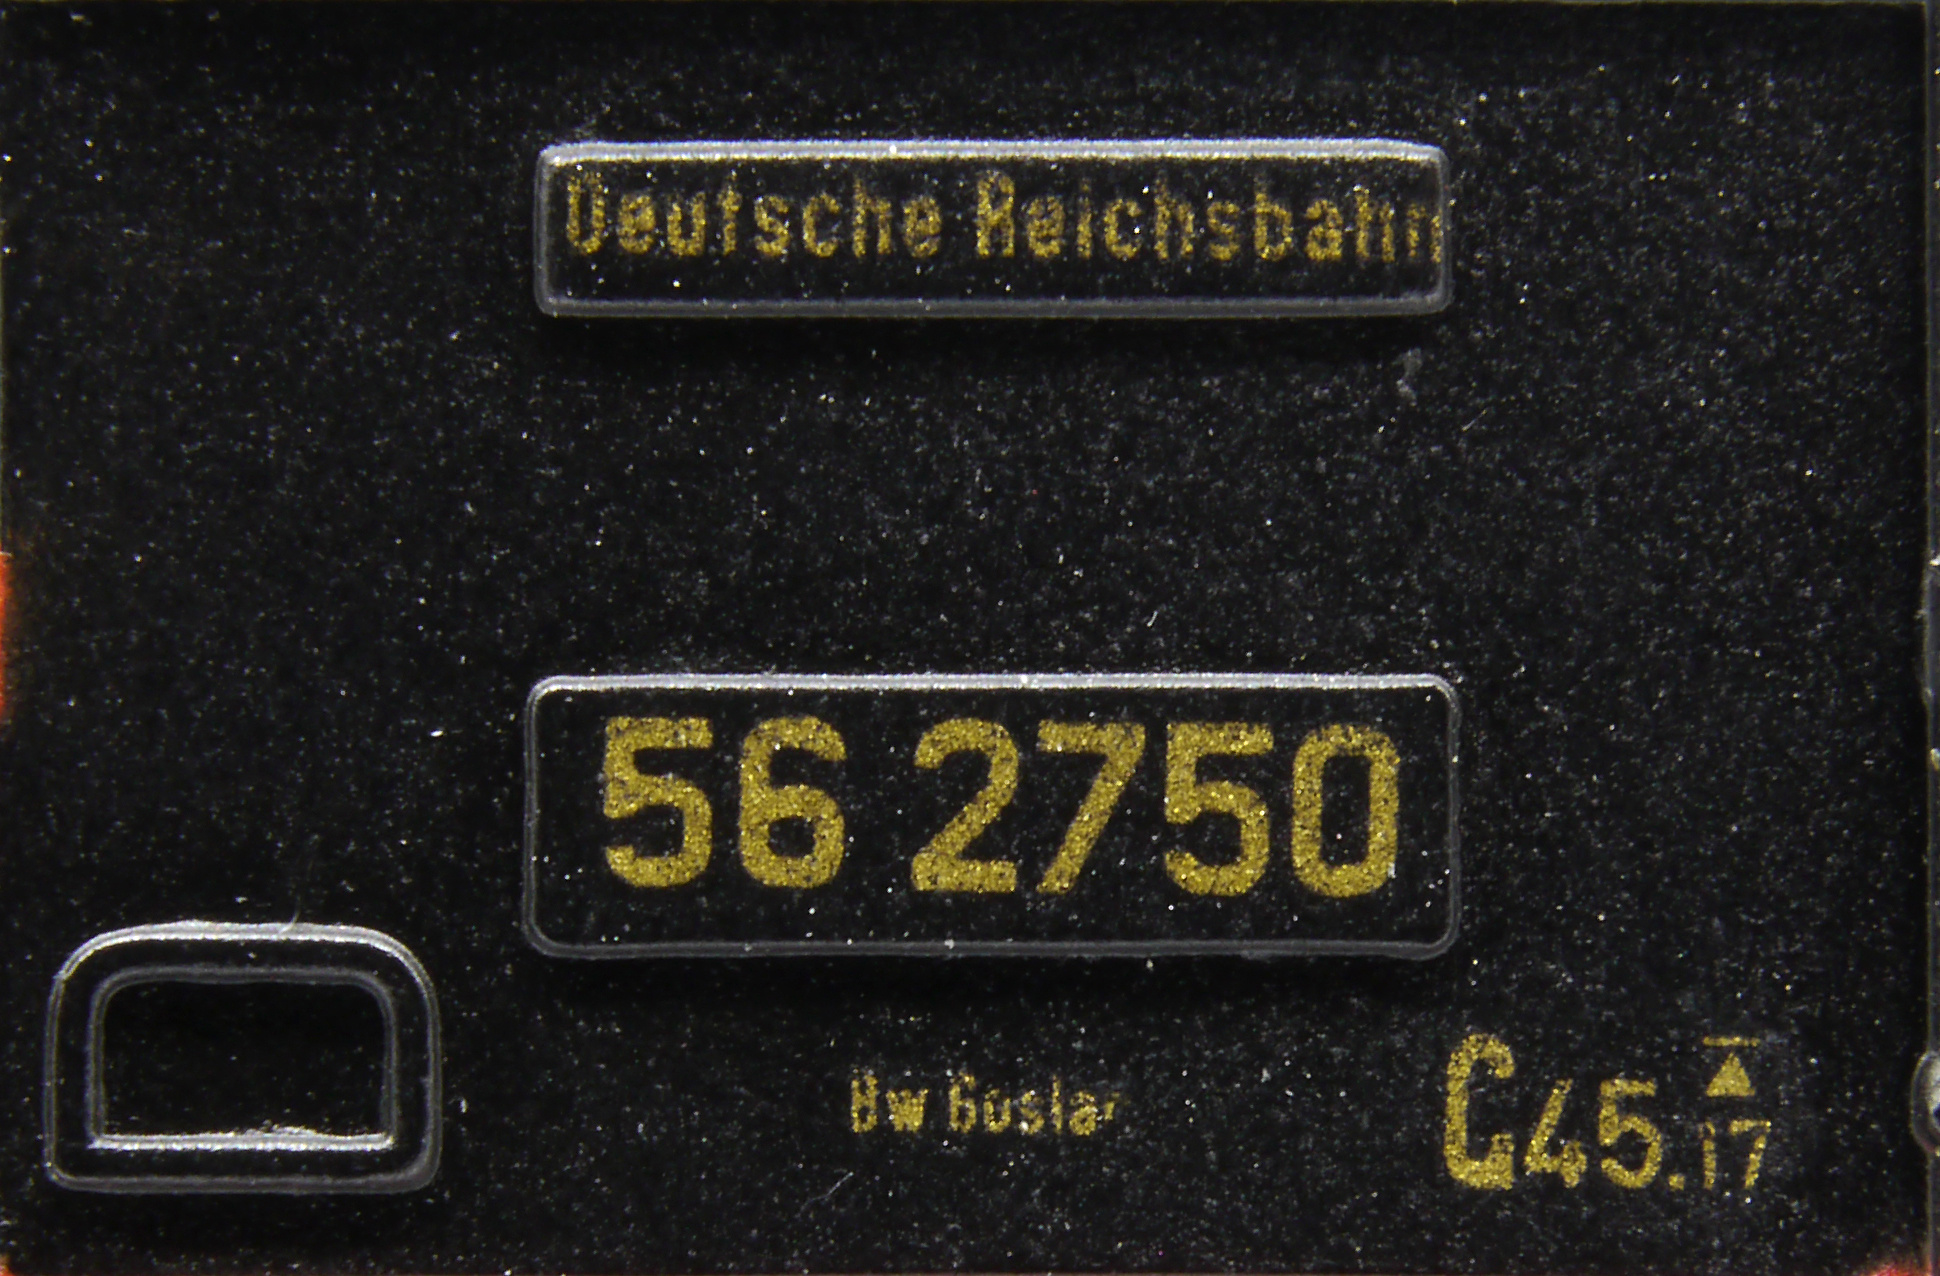 Deutsche Reichsbahn
56 2750
Bw Goslar
G45.17